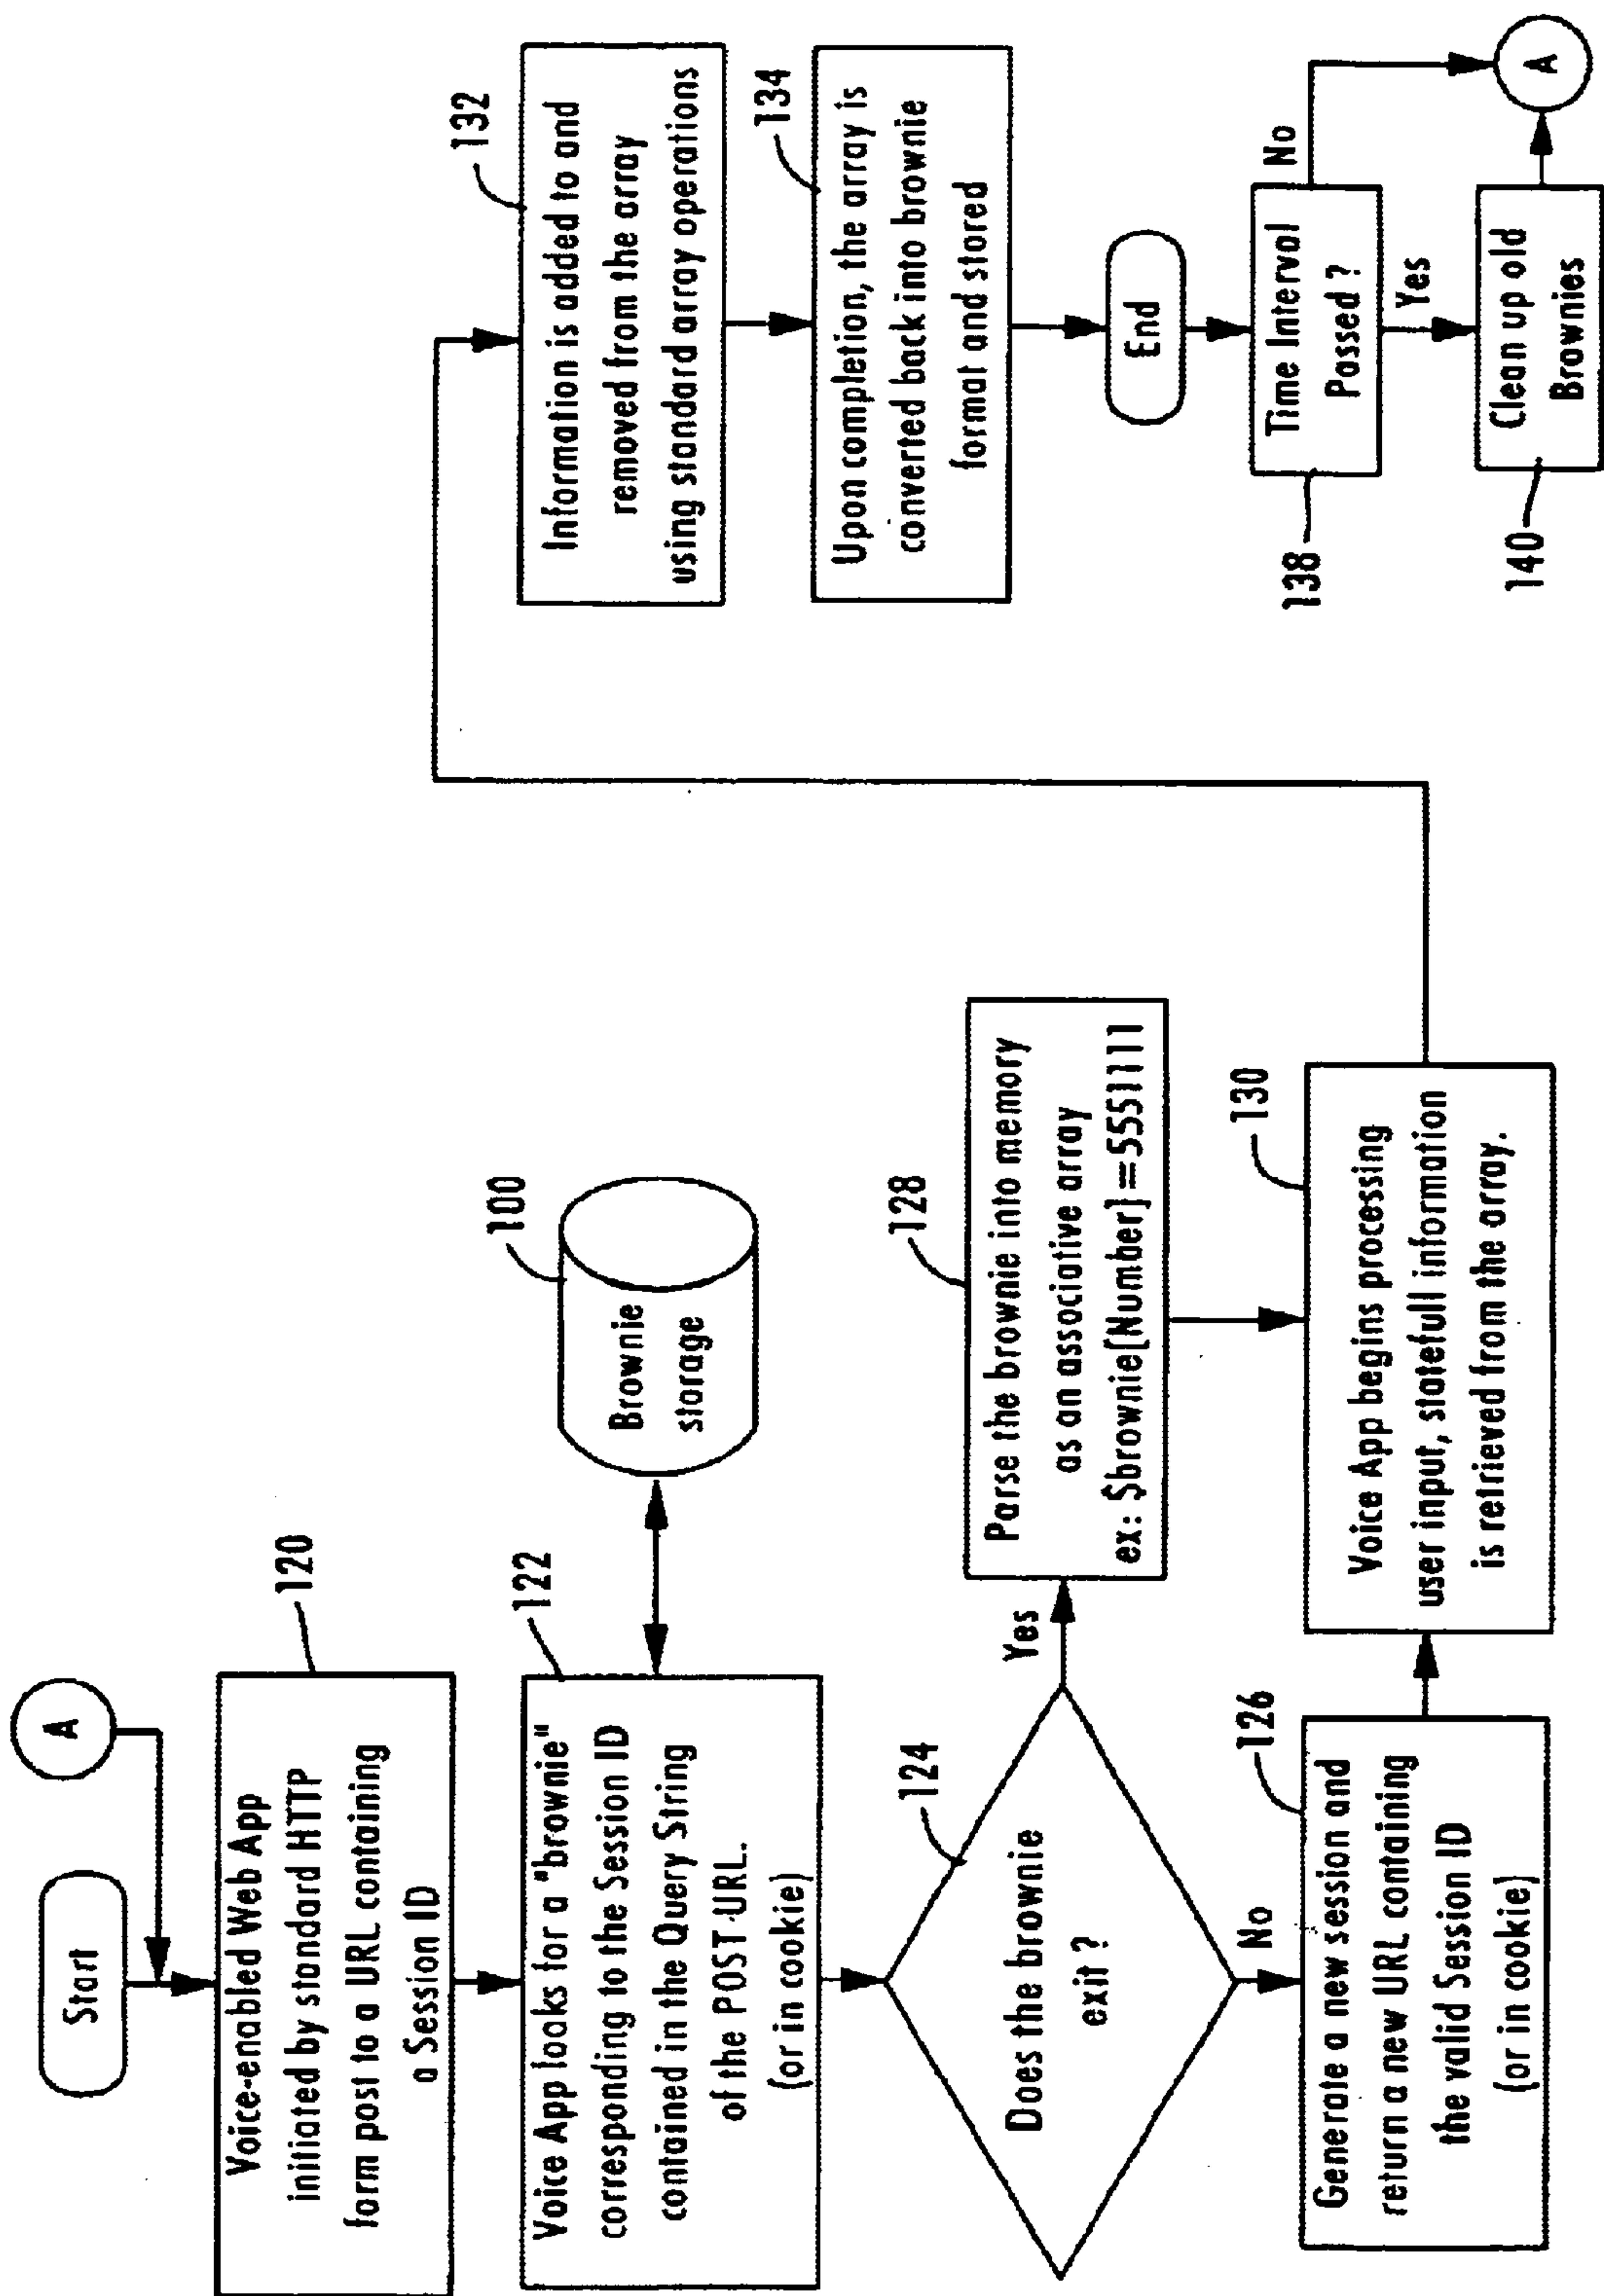 Start
A
Voice-enabled Web App
initiated by standard HTTP
form post to a URL containing
a Session ID
120
Voice App looks for a "brownie"
corresponding to the Session ID
contained in the Query String
of the POST URL.
(or in cookie)
122
Brownie
storage
100
Does the brownie
exit?
124
Yes
No
Generate a new session and
return a new URL containing
the valid Session ID
(or in cookie)
126
Parse the brownie into memory
as an associative array
ex: $brownie[Number]=5551111
128
Voice App begins processing
user input, statefull information
is retrieved from the array.
130
Information is added to and
removed from the array
using standard array operations
132
Upon completion, the array is
converted back into brownie
format and stored
134
End
Time Interval
Passed?
138
No
Yes
Clean up old
Brownies
140
A